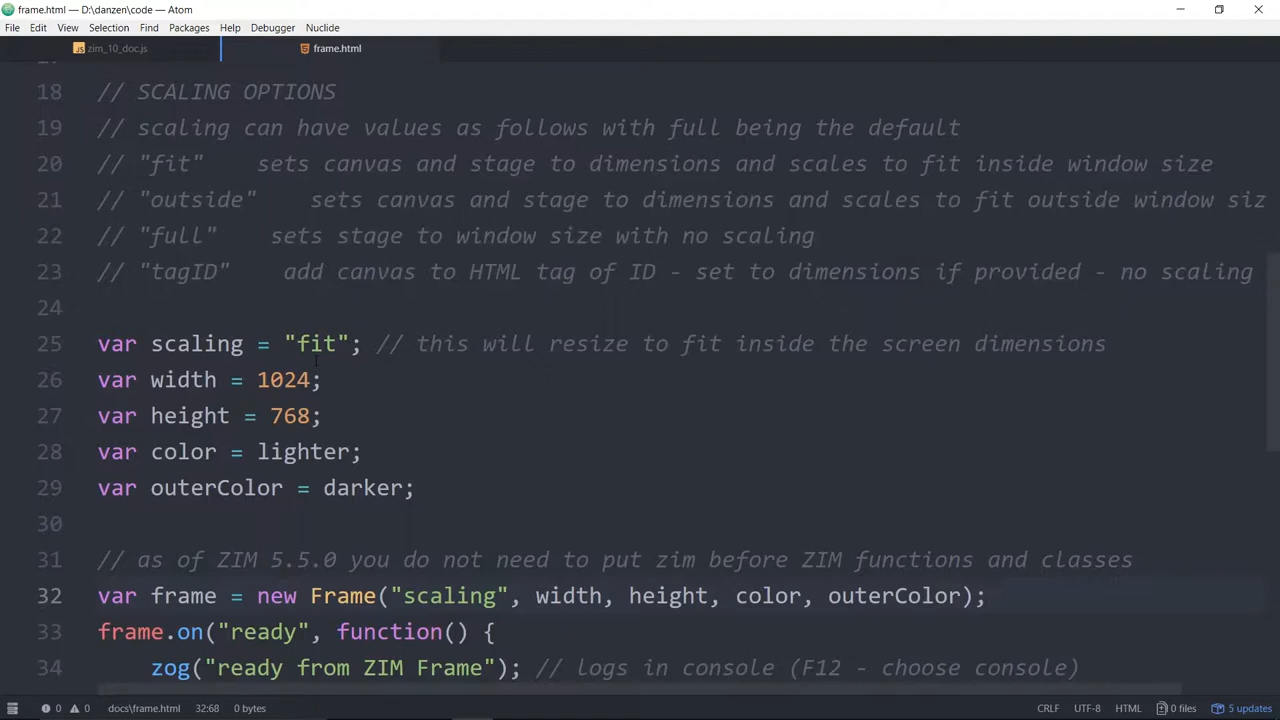 frame.html — D:\danzen\code — Atom
File Edit View Selection Find Packages Help Debugger Nuclide
zim_10_doc.js frame.html
18 // SCALING OPTIONS
19 // scaling can have values as follows with full being the default
20 // "fit" sets canvas and stage to dimensions and scales to fit inside window size
21 // "outside" sets canvas and stage to dimensions and scales to fit outside window siz
22 // "full" sets stage to window size with no scaling
23 // "tagID" add canvas to HTML tag of ID - set to dimensions if provided - no scaling
24
25 var scaling = "fit"; // this will resize to fit inside the screen dimensions
26 var width = 1024;
27 var height = 768;
28 var color = lighter;
29 var outerColor = darker;
30
31 // as of ZIM 5.5.0 you do not need to put zim before ZIM functions and classes
32 var frame = new Frame("scaling", width, height, color, outerColor);
33 frame.on("ready", function() {
34 zog("ready from ZIM Frame"); // logs in console (F12 - choose console)
0 0 docs\frame.html 32:68 0 bytes CRLF UTF-8 HTML 0 files 5 updates